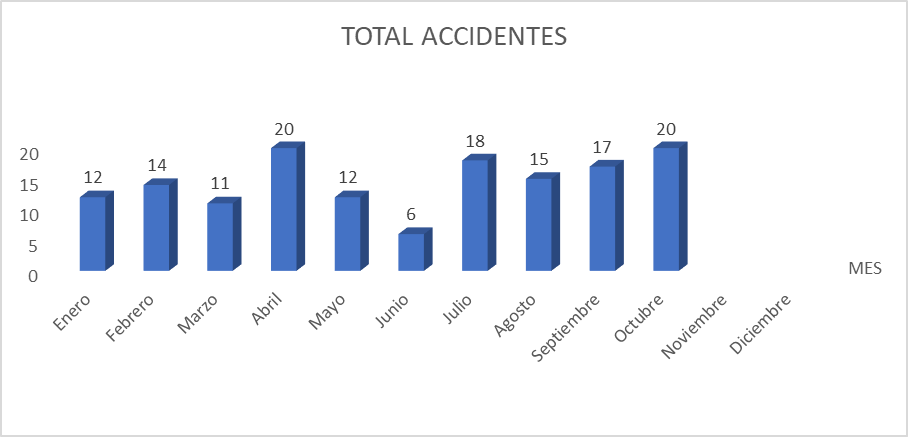 TOTAL ACCIDENTES
20
15
10
5
0
12
14
11
20
12
6
18
15
17
20
Enero
Febrero
Marzo
Abril
Mayo
Junio
Julio
Agosto
Septiembre
Octubre
Noviembre
Diciembre
MES